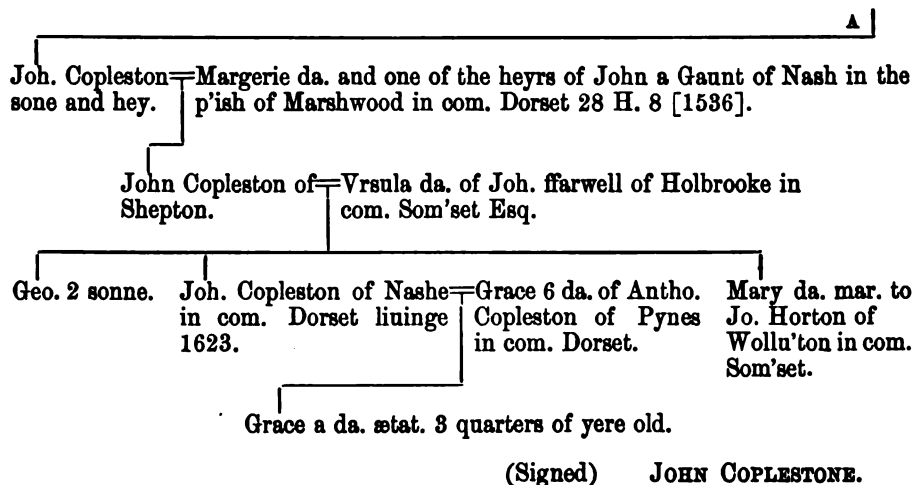 A
Joh. Copleston=Margerie da. and one of the heyrs of John a Gaunt of Nash in the
sone and hey. p'ish of Marshwood in com. Dorset 28 H. 8 [1536].
John Copleston of=Vrsula da. of Joh. ffarwell of Holbrooke in
Shepton. com. Som'set Esq.
Geo. 2 sonne.
Joh. Copleston of Nashe=
in com. Dorset liuinge
1623.
Grace 6 da. of Antho.
Copleston of Pynes
in com. Dorset.
Mary da. mar. to
Jo. Horton of
Wollu'ton in com.
Som'set.
Grace a da. ætat. 3 quarters of yere old.
(Signed) JOHN COPLESTONE.